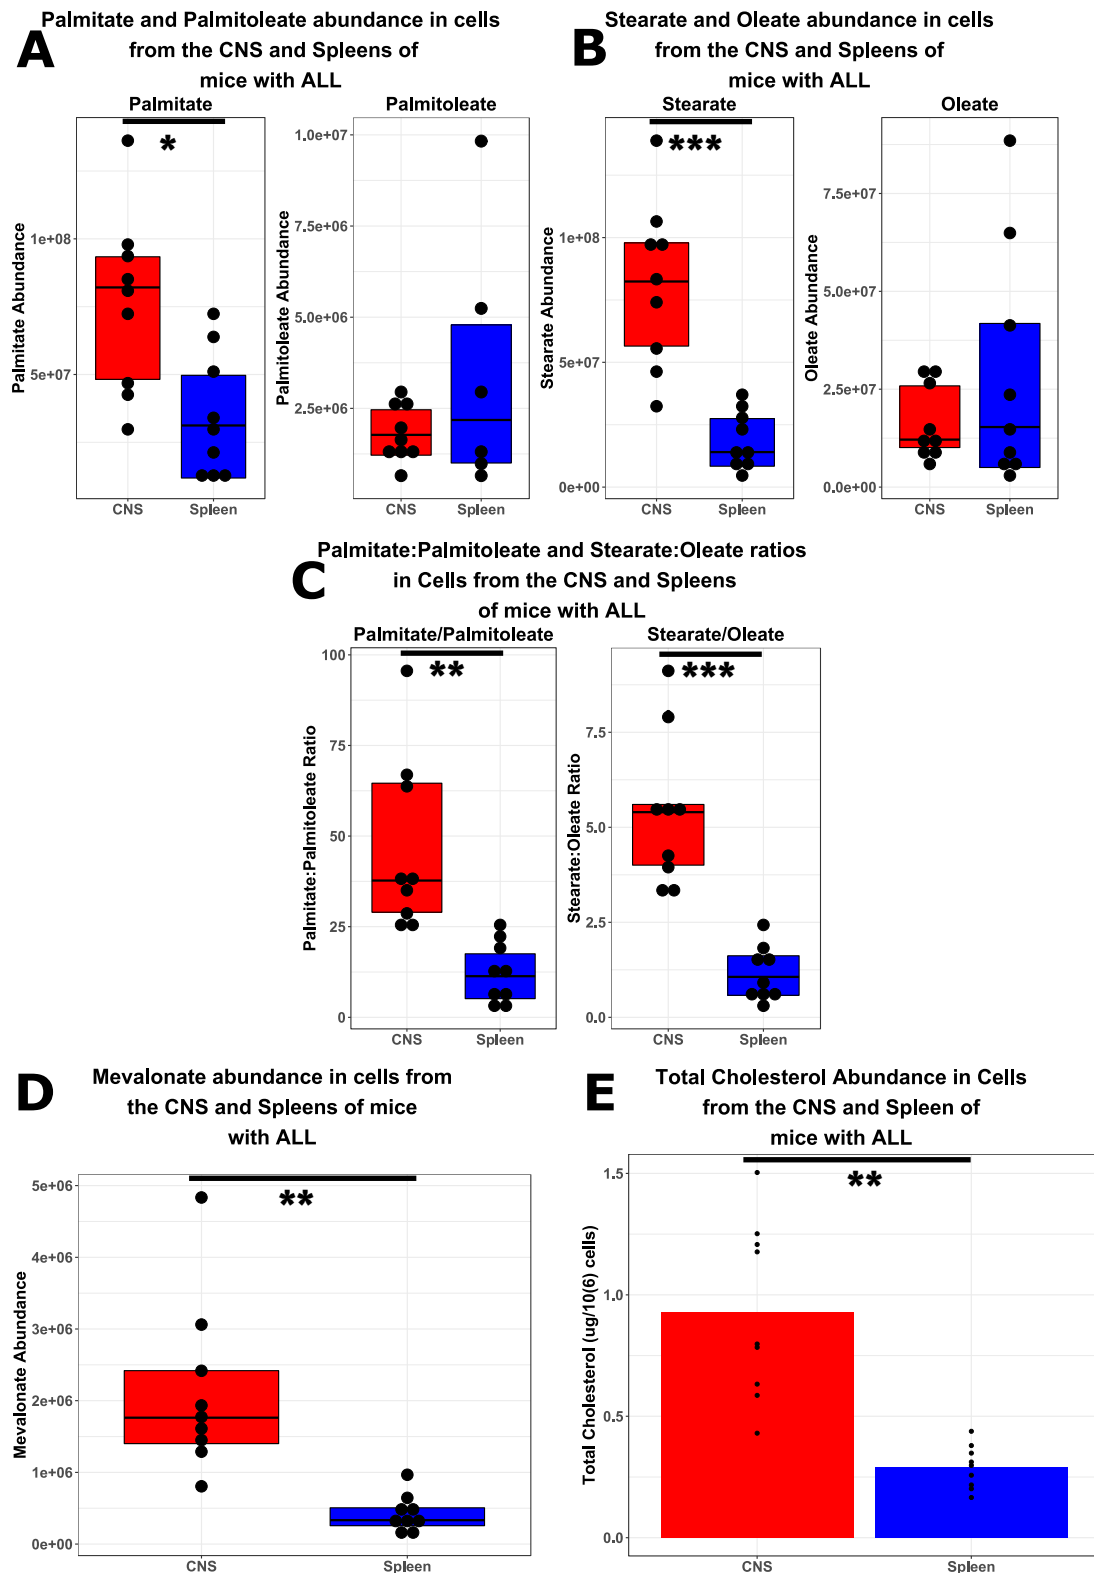 A
Palmitate and Palmitoleate abundance in cells
from the CNS and Spleens of
mice with ALL
Palmitate
Palmitoleate
*
Palmitate Abundance
1e+08
5e+07
CNS
Spleen
Palmitoleate Abundance
1.0e+07
7.5e+06
5.0e+06
2.5e+06
CNS
Spleen
B
Stearate and Oleate abundance in cells
from the CNS and Spleens of
mice with ALL
Stearate
Oleate
***
Stearate Abundance
1e+08
5e+07
0e+00
CNS
Spleen
Oleate Abundance
7.5e+07
5.0e+07
2.5e+07
0.0e+00
CNS
Spleen
C
Palmitate:Palmitoleate and Stearate:Oleate ratios
in Cells from the CNS and Spleens
of mice with ALL
Palmitate/Palmitoleate
Stearate/Oleate
**
Palmitate:Palmitoleate Ratio
100
75
50
25
0
CNS
Spleen
***
Stearate:Oleate Ratio
7.5
5.0
2.5
0.0
CNS
Spleen
D
Mevalonate abundance in cells from
the CNS and Spleens of mice
with ALL
**
Mevalonate Abundance
5e+06
4e+06
3e+06
2e+06
1e+06
0e+00
CNS
Spleen
E
Total Cholesterol Abundance in Cells
from the CNS and Spleen of
mice with ALL
**
Total Cholesterol (ug/10(6) cells)
1.5
1.0
0.5
0.0
CNS
Spleen